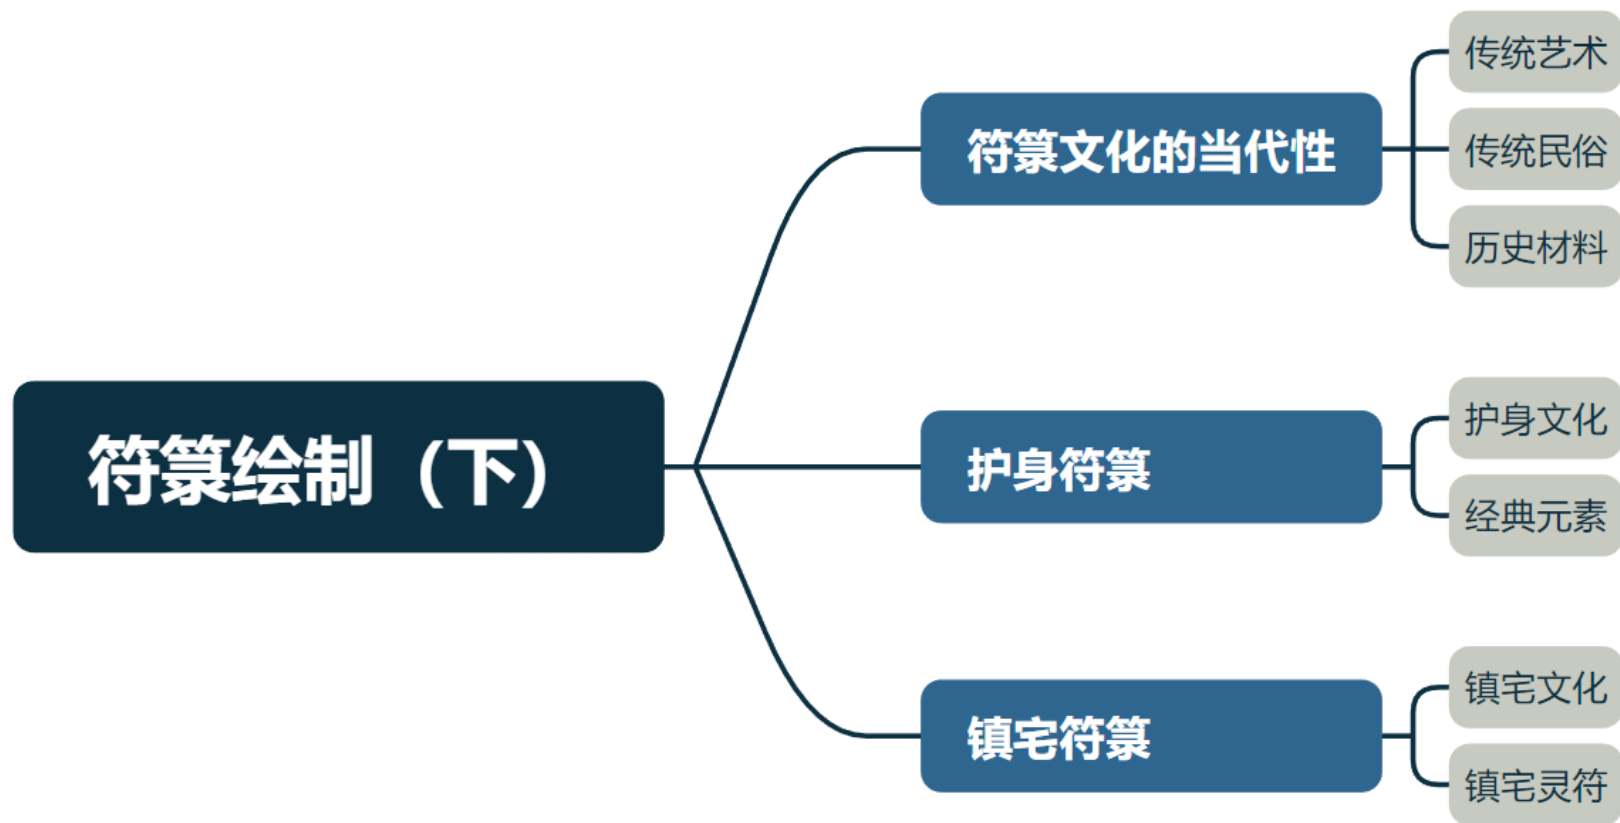 符箓绘制（下）
符箓文化的当代性
传统艺术
传统民俗
历史材料
护身符箓
护身文化
经典元素
镇宅符箓
镇宅文化
镇宅灵符